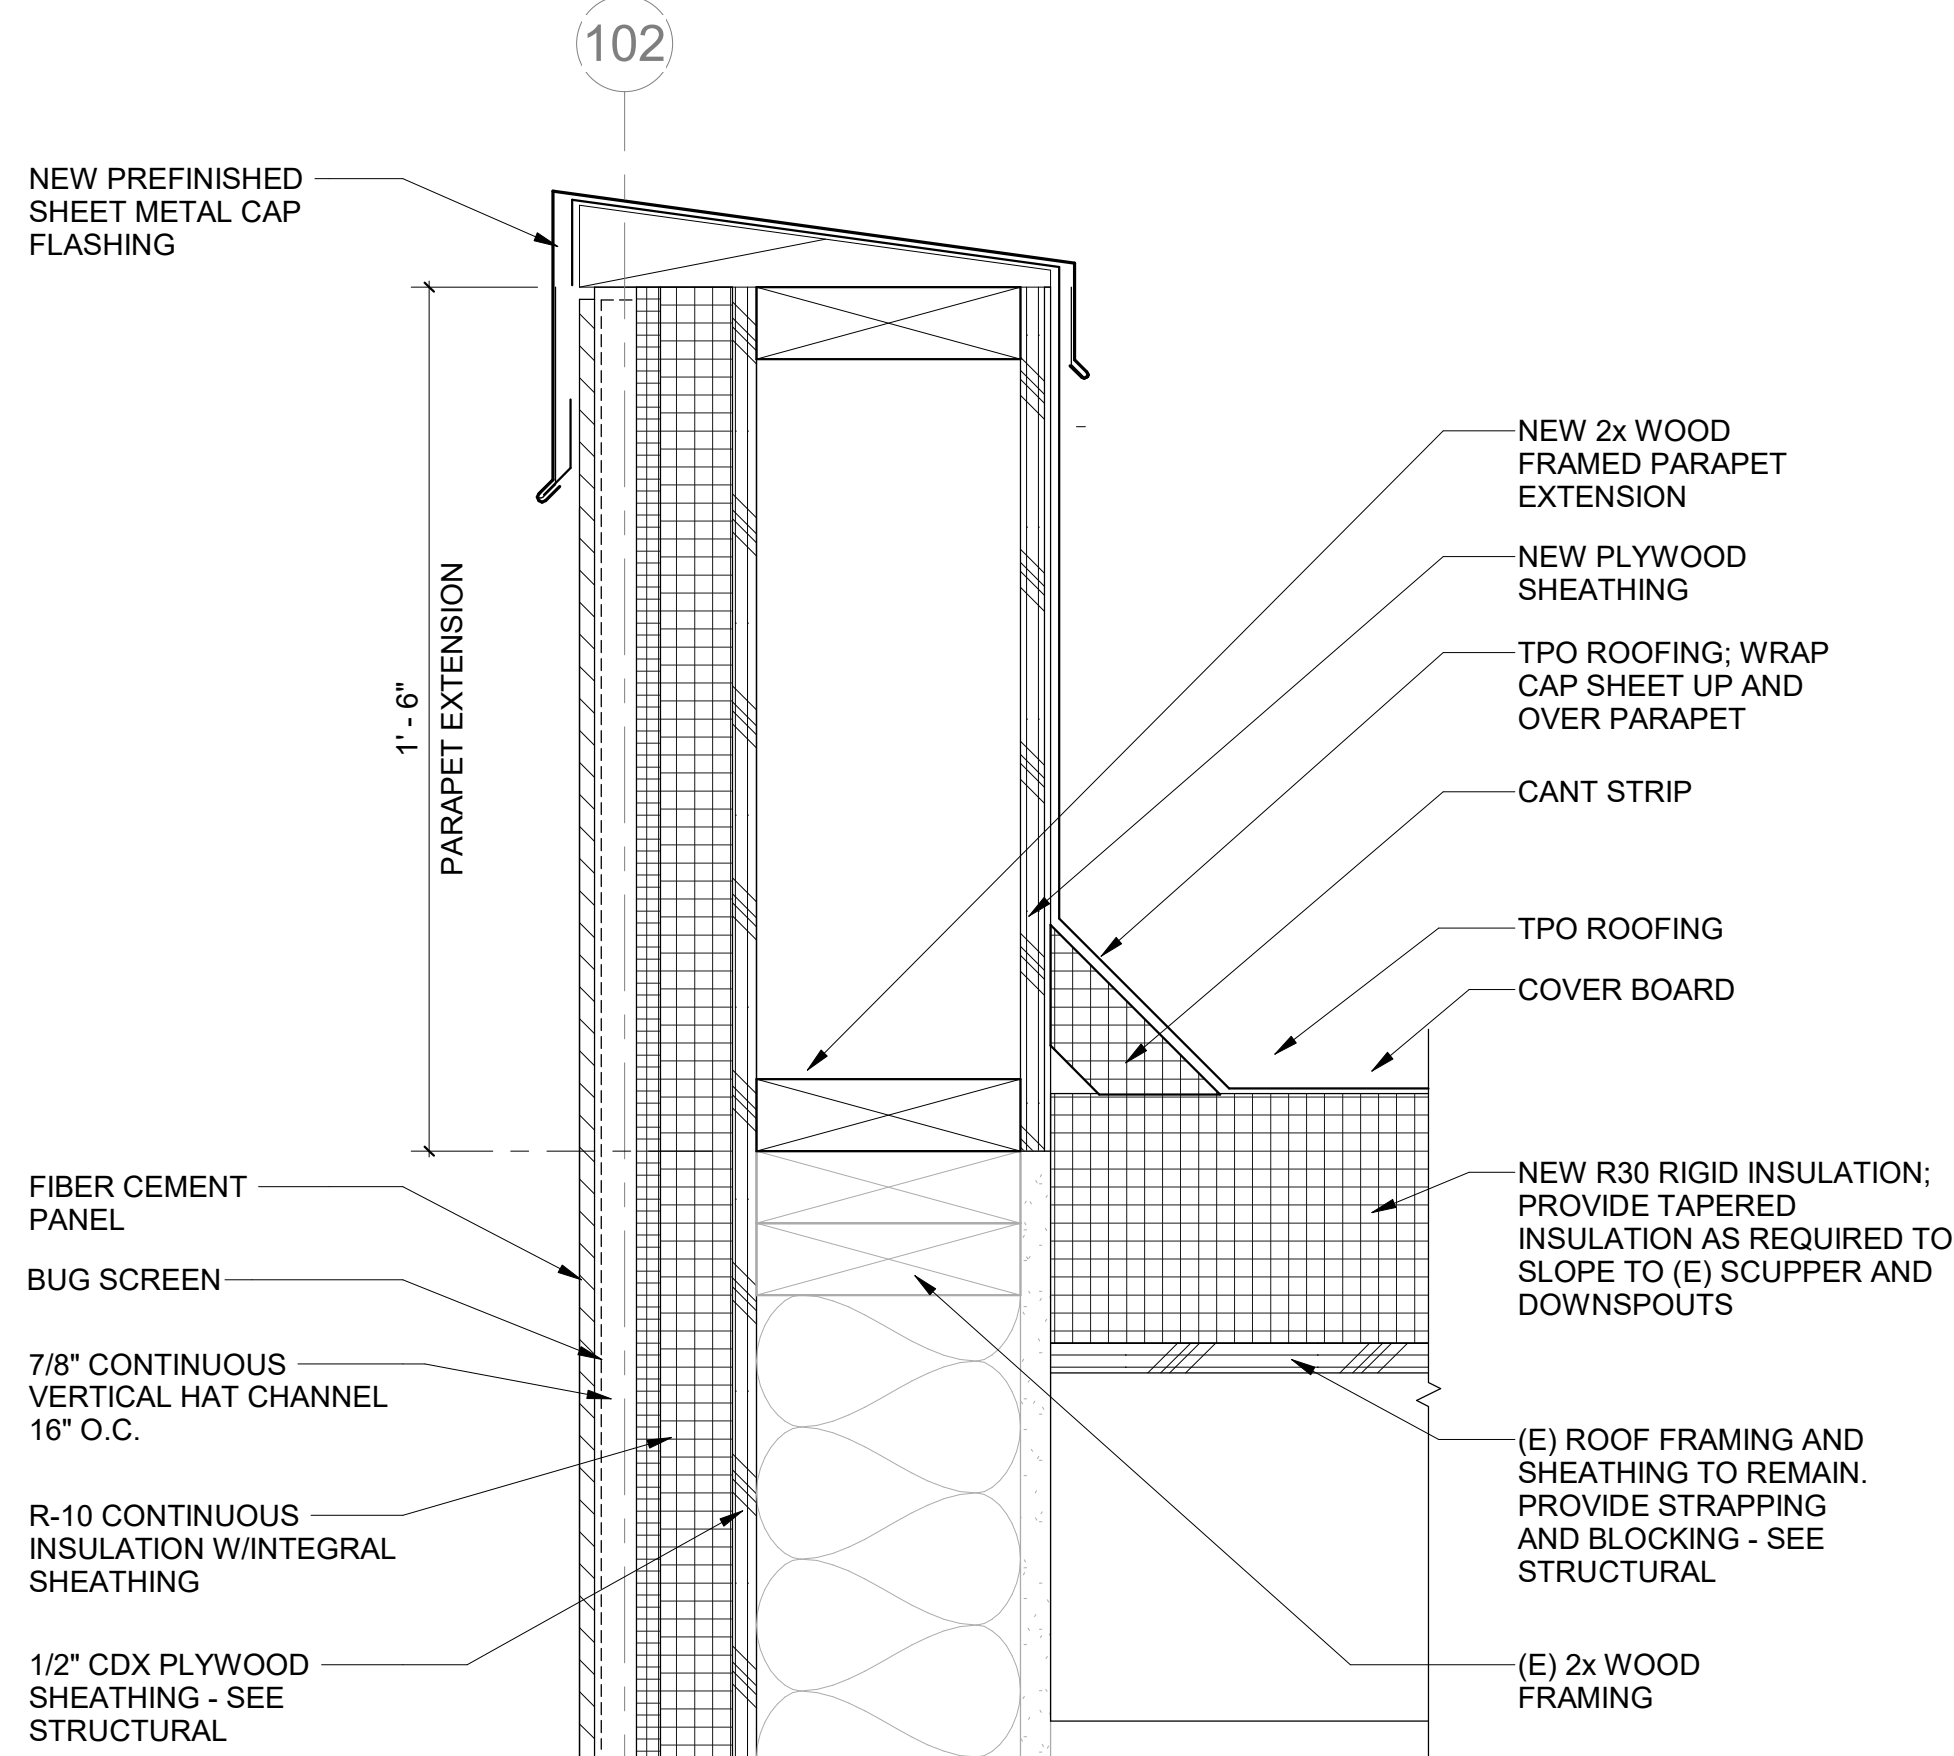 102
NEW PREFINISHED
SHEET METAL CAP
FLASHING
1' - 6"
PARAPET EXTENSION
FIBER CEMENT
PANEL
BUG SCREEN
7/8" CONTINUOUS
VERTICAL HAT CHANNEL
16" O.C.
R-10 CONTINUOUS
INSULATION W/INTEGRAL
SHEATHING
1/2" CDX PLYWOOD
SHEATHING - SEE
STRUCTURAL
NEW 2x WOOD
FRAMED PARAPET
EXTENSION
NEW PLYWOOD
SHEATHING
TPO ROOFING; WRAP
CAP SHEET UP AND
OVER PARAPET
CANT STRIP
TPO ROOFING
COVER BOARD
NEW R30 RIGID INSULATION;
PROVIDE TAPERED
INSULATION AS REQUIRED TO
SLOPE TO (E) SCUPPER AND
DOWNSPOUTS
(E) ROOF FRAMING AND
SHEATHING TO REMAIN.
PROVIDE STRAPPING
AND BLOCKING - SEE
STRUCTURAL
(E) 2x WOOD
FRAMING